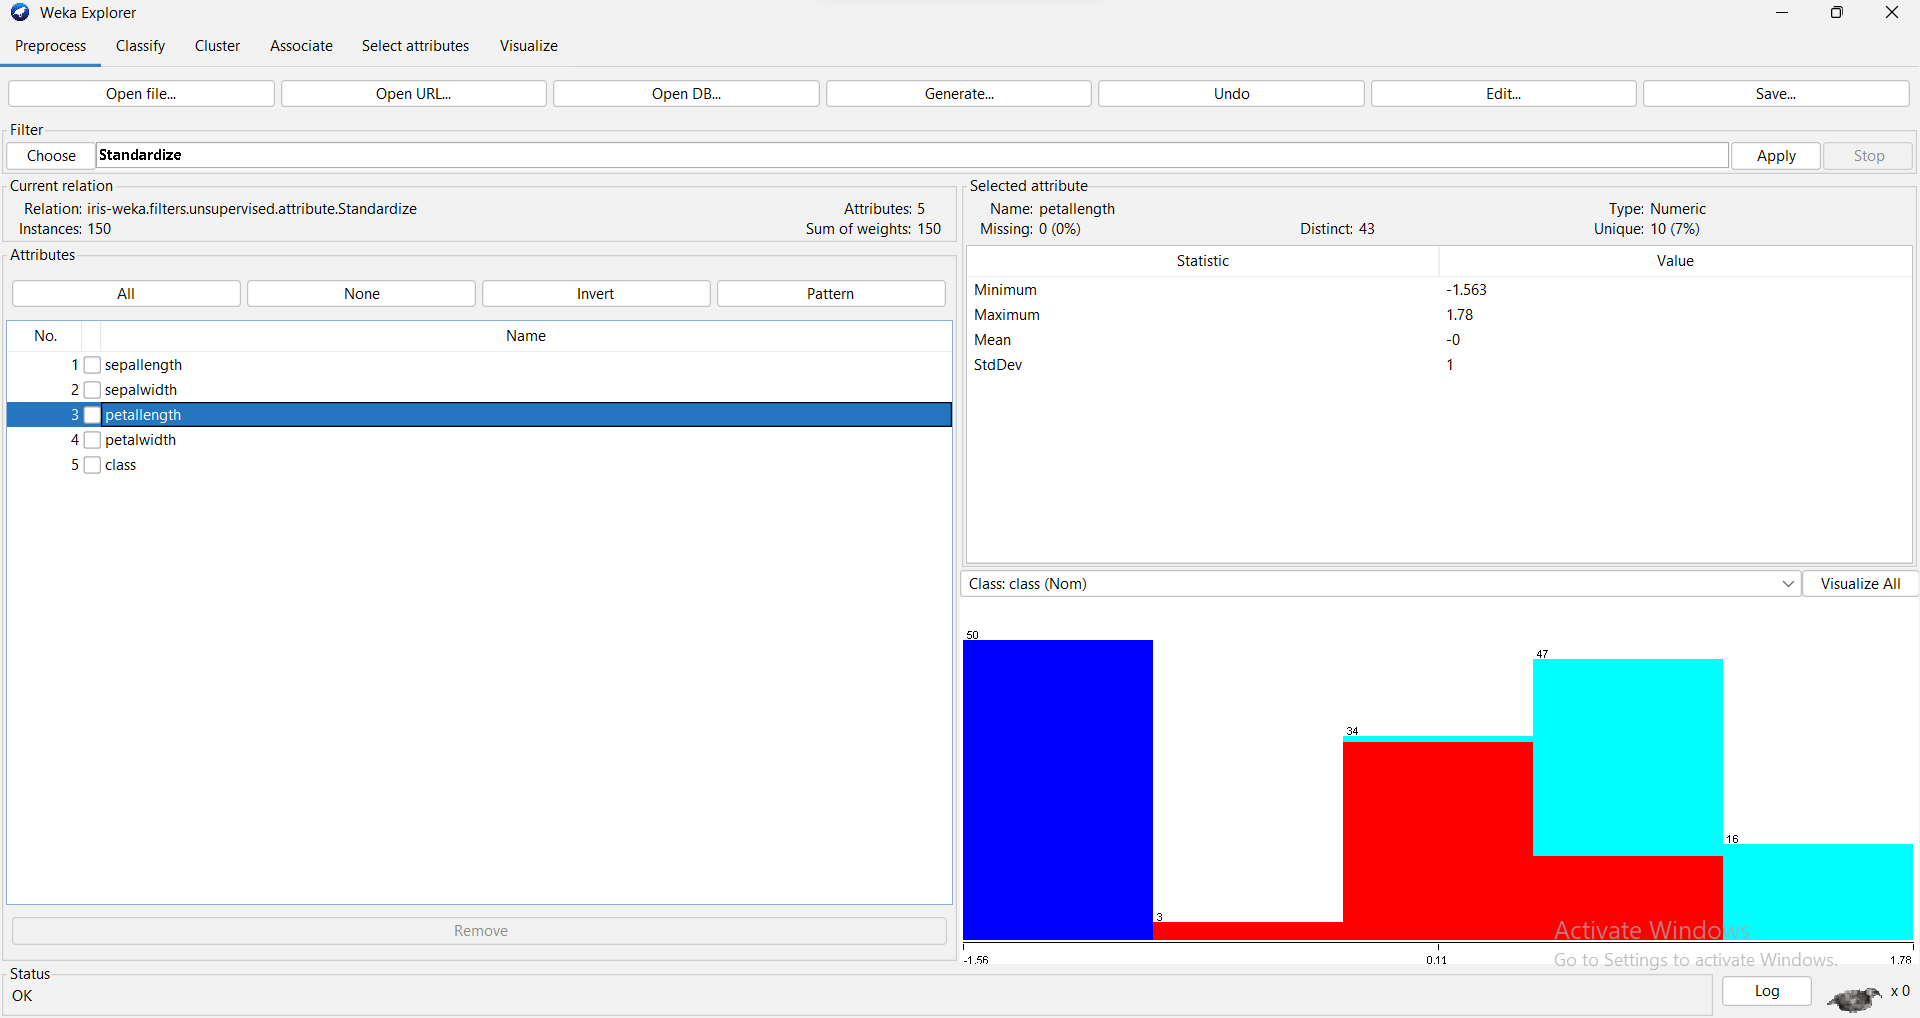 Weka Explorer
Preprocess Classify Cluster Associate Select attributes Visualize
Open file... Open URL... Open DB... Generate... Undo Edit... Save...
Filter
Choose Standardize Apply Stop
Current relation
Relation: iris-weka.filters.unsupervised.attribute.Standardize Attributes: 5
Instances: 150 Sum of weights: 150
Attributes
All None Invert Pattern
No. Name
1 sepallength
2 sepalwidth
3 petallength
4 petalwidth
5 class
Remove
Selected attribute
Name: petallength Type: Numeric
Missing: 0 (0%) Distinct: 43 Unique: 10 (7%)
Statistic Value
Minimum -1.563
Maximum 1.78
Mean -0
StdDev 1
Class: class (Nom) Visualize All
50
47
34
16
3
-1.56 0.11 1.78
Activate Windows
Go to Settings to activate Windows.
Status
OK
Log x 0